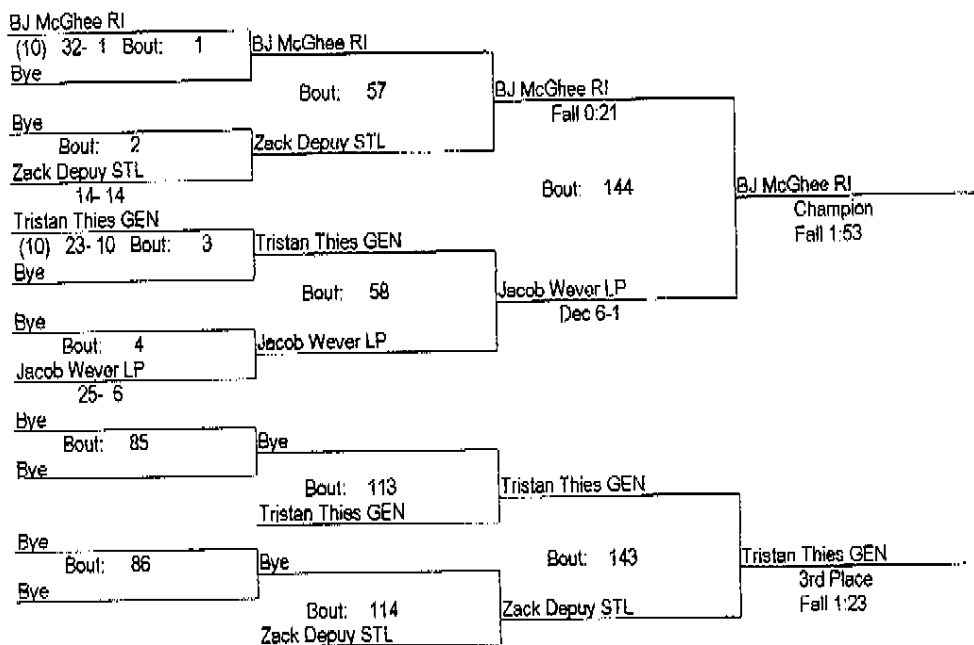 BJ McGhee RI
(10) 32- 1 Bout: 1
Bye
BJ McGhee RI
Bout: 57
Bye
Bout: 2
Zack Depuy STL
14- 14
Zack Depuy STL
BJ McGhee RI
Fall 0:21
Bout: 144
Tristan Thies GEN
(10) 23- 10 Bout: 3
Bye
Tristan Thies GEN
Bout: 58
Bye
Bout: 4
Jacob Wever LP
25- 6
Jacob Wever LP
Jacob Wever LP
Dec 6-1
BJ McGhee RI
Champion
Fall 1:53
Bye
Bout: 85
Bye
Bye
Bout: 113
Tristan Thies GEN
Tristan Thies GEN
Bye
Bout: 86
Bye
Bye
Bout: 114
Zack Depuy STL
Bout: 143
Zack Depuy STL
Tristan Thies GEN
3rd Place
Fall 1:23